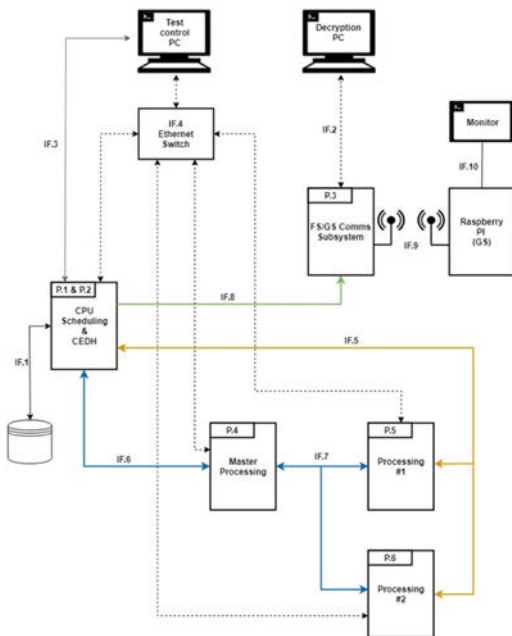 Test
control
PC
Decryption
PC
IF.4
Ethernet
Switch
IF.3
IF.2
Monitor
IF.10
P.3
FS/GS Comms
Subsystem
IF.9
Raspberry
PI
(GS)
P.1 & P.2
CPU
Scheduling
&
CEDH
IF.8
IF.5
IF.1
P.4
Master
Processing
IF.6
IF.7
P.5
Processing
#1
P.6
Processing
#2